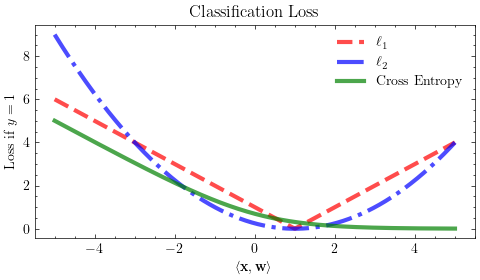 Classification Loss
ℓ₁
ℓ₂
Cross Entropy
Loss if y = 1
8
6
4
2
0
−4
−2
0
2
4
⟨x, w⟩